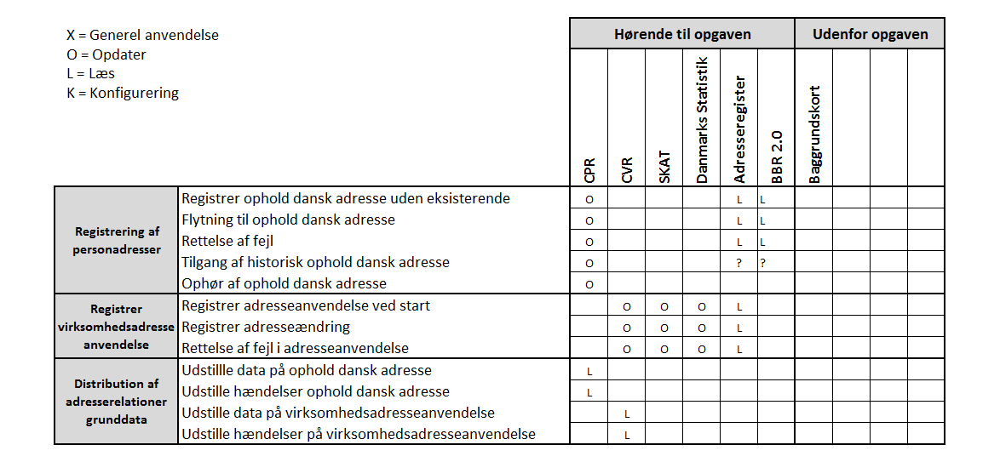 X = Generel anvendelse
O = Opdater
L = Læs
K = Konfigurering
Hørende til opgaven Udenfor opgaven
CPR CVR SKAT Danmarks Statistik Adresseregister BBR 2.0 Baggrundskort
Registrering af personadresser
Registrer ophold dansk adresse uden eksisterende O L L
Flytning til ophold dansk adresse O L L
Rettelse af fejl O L L
Tilgang af historisk ophold dansk adresse O ? ?
Ophør af ophold dansk adresse O
Registrer virksomhedsadresse anvendelse
Registrer adresseanvendelse ved start O O O L
Registrer adresseændring O O O L
Rettelse af fejl i adresseanvendelse O O O L
Distribution af adresserelationer grunddata
Udstillle data på ophold dansk adresse L
Udstille hændelser ophold dansk adresse L
Udstille data på virksomhedsadresseanvendelse L
Udstille hændelser på virksomhedsadresseanvendelse L